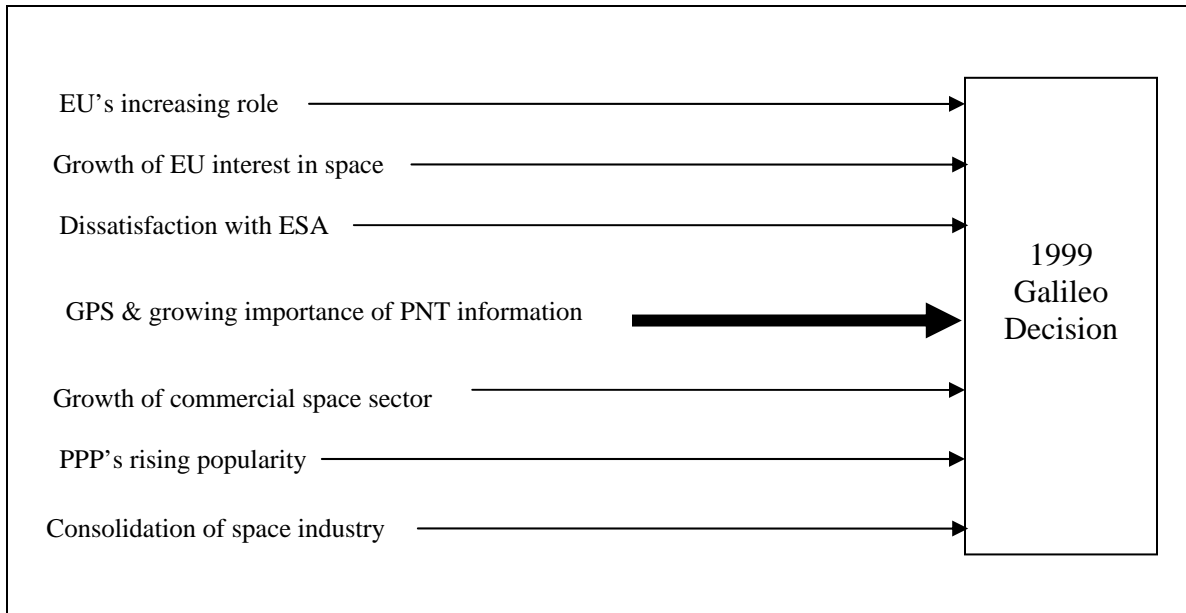 EU’s increasing role
Growth of EU interest in space
Dissatisfaction with ESA
GPS & growing importance of PNT information
Growth of commercial space sector
PPP’s rising popularity
Consolidation of space industry
1999
Galileo
Decision